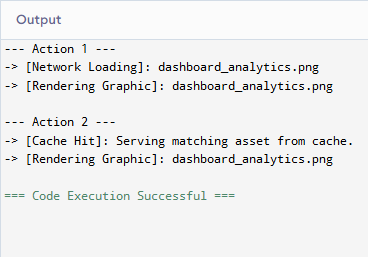 Output
--- Action 1 ---
-> [Network Loading]: dashboard_analytics.png
-> [Rendering Graphic]: dashboard_analytics.png
--- Action 2 ---
-> [Cache Hit]: Serving matching asset from cache.
-> [Rendering Graphic]: dashboard_analytics.png
=== Code Execution Successful ===